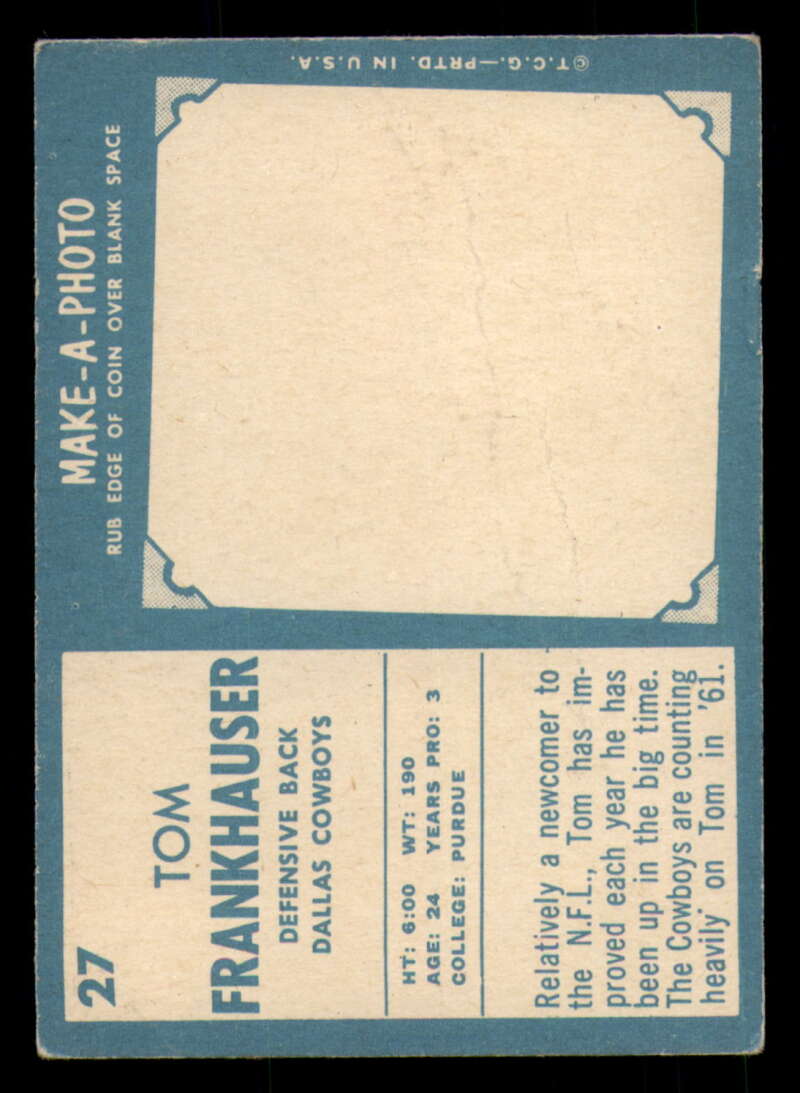 27
TOM
FRANKHAUSER
DEFENSIVE BACK
DALLAS COWBOYS
HT: 6:00 WT: 190
AGE: 24 YEARS PRO: 3
COLLEGE: PURDUE
Relatively a newcomer to
the N.F.L., Tom has im-
proved each year he has
been up in the big time.
The Cowboys are counting
heavily on Tom in '61.
MAKE-A-PHOTO
RUB EDGE OF COIN OVER BLANK SPACE
© T.C.G.—PRTD. IN U.S.A.